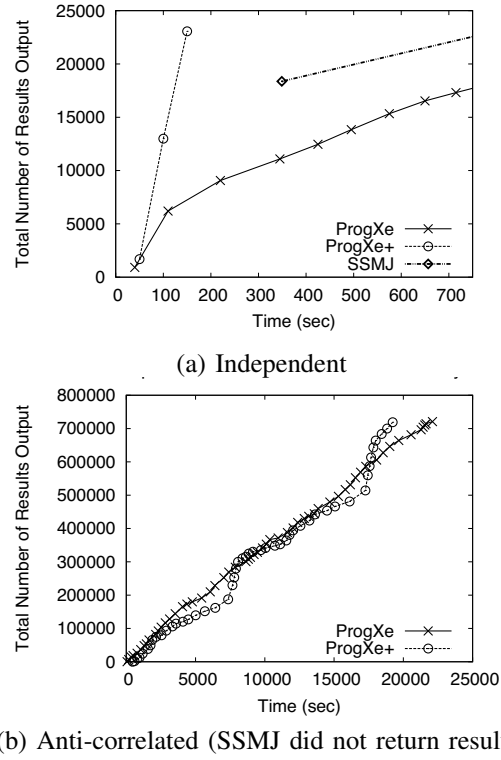 25000
20000
15000
10000
5000
0
Total Number of Results Output
ProgXe
ProgXe+
SSMJ
0 100 200 300 400 500 600 700
Time (sec)
(a) Independent
800000
700000
600000
500000
400000
300000
200000
100000
0
Total Number of Results Output
ProgXe
ProgXe+
0 5000 10000 15000 20000 25000
Time (sec)
(b) Anti-correlated (SSMJ did not return resul